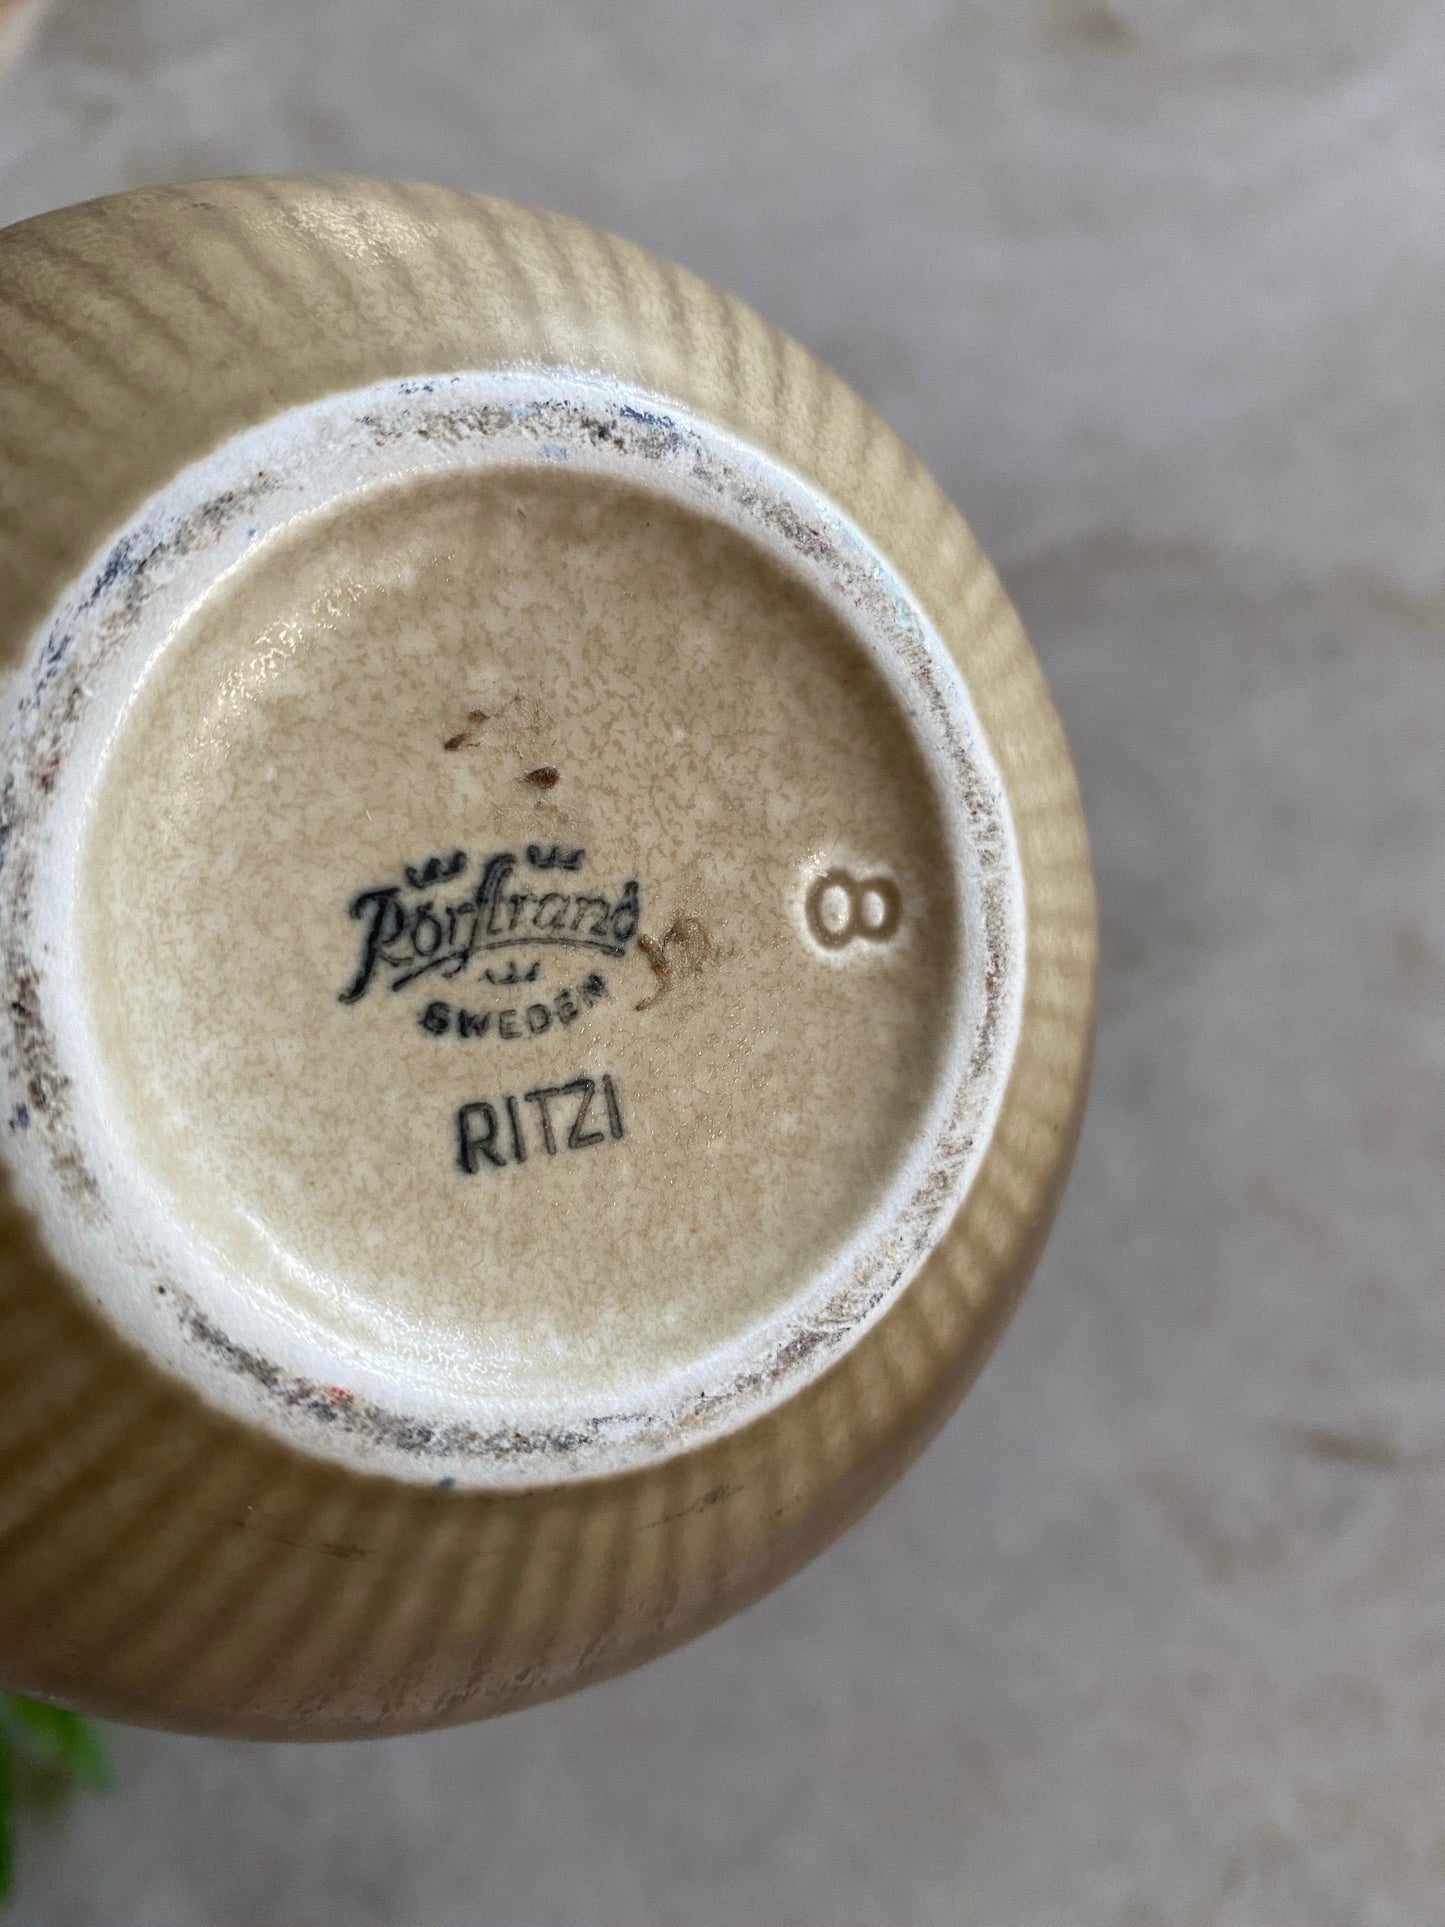 Rörstrand
SWEDEN
RITZI
8